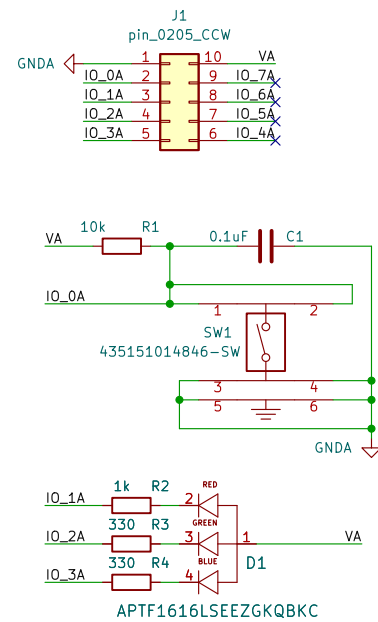 J1
pin_0205_CCW
GNDA 1 10 VA
IO_0A 2 9 IO_7A
IO_1A 3 8 IO_6A
IO_2A 4 7 IO_5A
IO_3A 5 6 IO_4A
10k R1 0.1uF C1
VA
IO_0A
1 2
SW1
435151014846-SW
3 4
5 6
GNDA
1k R2 RED
IO_1A 2
330 R3 GREEN
IO_2A 3 1 VA
330 R4 BLUE D1
IO_3A 4
APTF1616LSEEZGKQBKC